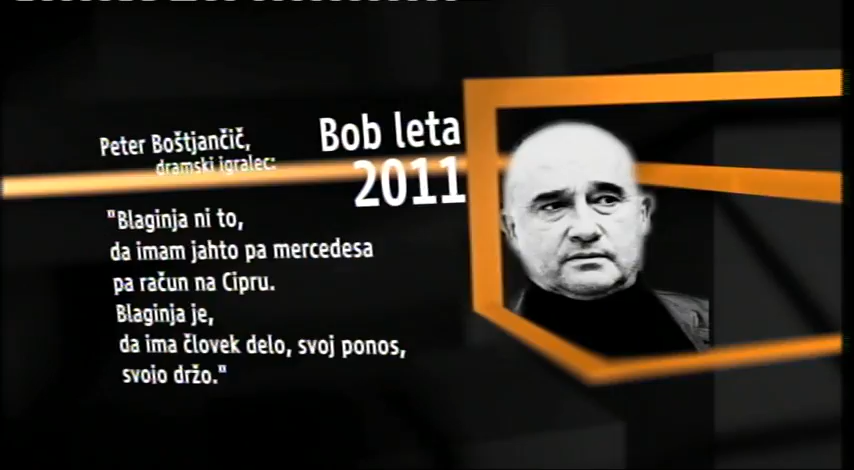 Peter Boštjančič,
dramski igralec:
Bob leta
2011
"Blaginja ni to,
da imam jahto pa mercedesa
pa račun na Cipru.
Blaginja je,
da ima človek delo, svoj ponos,
svojo držo."